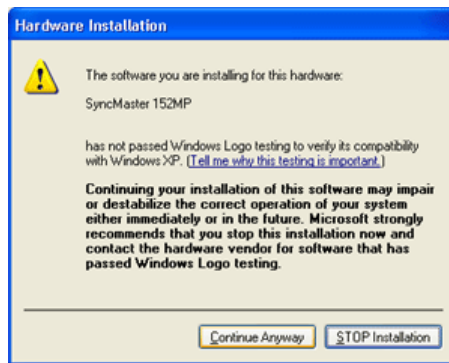 Hardware Installation
The software you are installing for this hardware:
SyncMaster 152MP
has not passed Windows Logo testing to verify its compatibility
with Windows XP. (Tell me why this testing is important.)
Continuing your installation of this software may impair
or destabilize the correct operation of your system
either immediately or in the future. Microsoft strongly
recommends that you stop this installation now and
contact the hardware vendor for software that has
passed Windows Logo testing.
Continue Anyway
STOP Installation